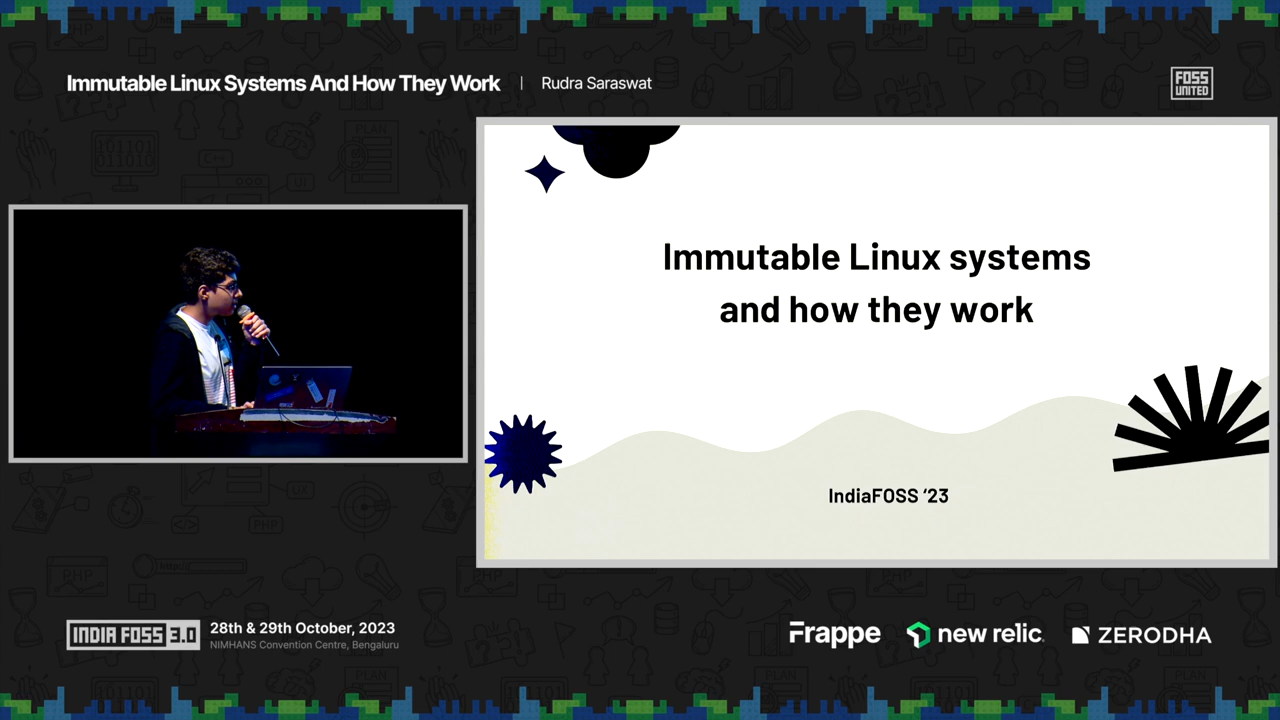 Immutable Linux Systems And How They Work | Rudra Saraswat
FOSS
UNITED
Immutable Linux systems
and how they work
IndiaFOSS ’23
INDIA FOSS 3.0
28th & 29th October, 2023
NIMHANS Convention Centre, Bengaluru
Frappe
new relic
ZERODHA